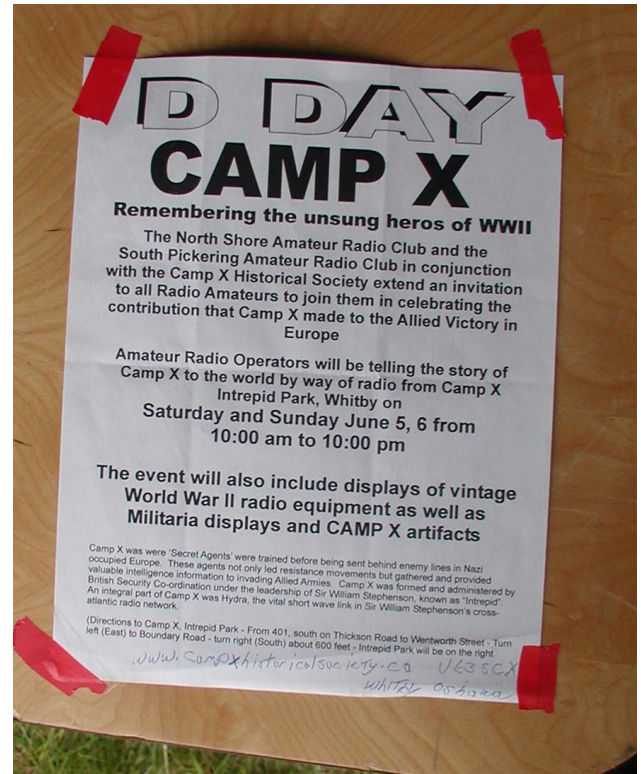 D DAY
CAMP X
Remembering the unsung heros of WWII
The North Shore Amateur Radio Club and the
South Pickering Amateur Radio Club in conjunction
with the Camp X Historical Society extend an invitation
to all Radio Amateurs to join them in celebrating the
contribution that Camp X made to the Allied Victory in
Europe
Amateur Radio Operators will be telling the story of
Camp X to the world by way of radio from Camp X
Intrepid Park, Whitby on
Saturday and Sunday June 5, 6 from
10:00 am to 10:00 pm
The event will also include displays of vintage
World War II radio equipment as well as
Militaria displays and CAMP X artifacts
Camp X was were 'Secret Agents' were trained before being sent behind enemy lines in Nazi
occupied Europe. These agents not only led resistance movements but gathered and provided
valuable intelligence information to invading Allied Armies. Camp X was formed and administered by
British Security Co-ordination under the leadership of Sir William Stephenson, known as "Intrepid".
An integral part of Camp X was Hydra, the vital short wave link in Sir William Stephenson's cross-
atlantic radio network.
(Directions to Camp X, Intrepid Park - From 401, south on Thickson Road to Wentworth Street - Turn
left (East) to Boundary Road - turn right (South) about 600 feet - Intrepid Park will be on the right
www.campxhistoricalsociety.ca VE3SCX
WHITBY Oshawa